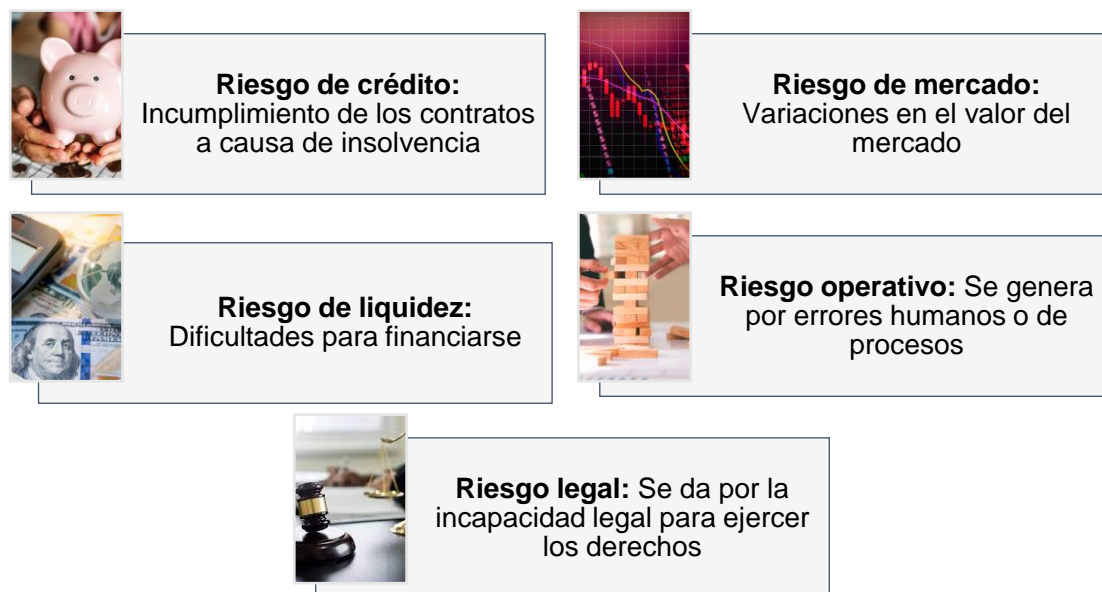 Riesgo de crédito:
Incumplimiento de los contratos
a causa de insolvencia
Riesgo de mercado:
Variaciones en el valor del
mercado
Riesgo de liquidez:
Dificultades para financiarse
Riesgo operativo: Se genera
por errores humanos o de
procesos
Riesgo legal: Se da por la
incapacidad legal para ejercer
los derechos